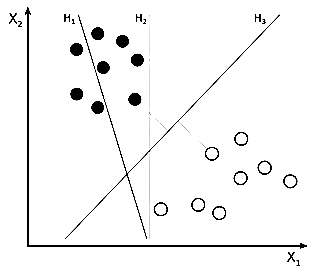 X₂ H₁ H₂ H₃
X₁